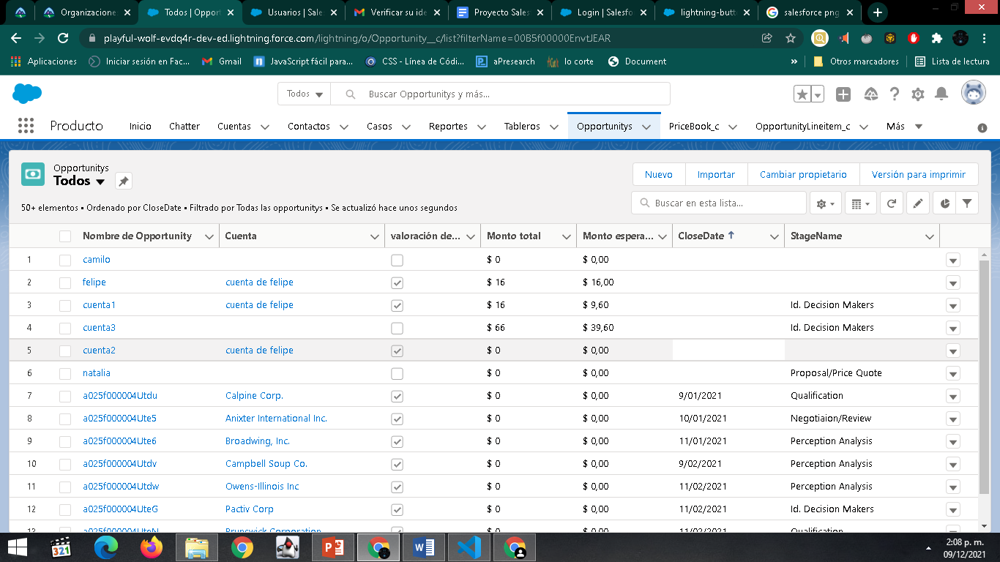 Organizacione
Todos | Oport
Usuarios | Sale
Verificar su ide
Proyecto Sales
Login | Salesfo
lightning-butt
salesforce png
playful-wolf-evdq4r-dev-ed.lightning.force.com/lightning/o/Opportunity__c/list?filterName=00B5f00000EnvtJEAR
Aplicaciones
Iniciar sesión en Fac...
Gmail
JavaScript fácil para...
CSS - Línea de Códi...
aPresearch
lo corte
Document
»
Otros marcadores
Lista de lectura
Todos
Buscar Opportunitys y más...
Producto
Inicio
Chatter
Cuentas
Contactos
Casos
Reportes
Tableros
Opportunitys
PriceBook_c
OpportunityLineitem_c
Más
Opportunitys
Todos
Nuevo
Importar
Cambiar propietario
Versión para imprimir
50+ elementos • Ordenado por CloseDate • Filtrado por Todas las opportunitys • Se actualizó hace unos segundos
Buscar en esta lista...
Nombre de Opportunity Cuenta valoración de... Monto total Monto espera... CloseDate ↑ StageName
1 camilo $ 0 $ 0,00
2 felipe cuenta de felipe $ 16 $ 16,00
3 cuenta1 cuenta de felipe $ 16 $ 9,60 Id. Decision Makers
4 cuenta3 $ 66 $ 39,60 Id. Decision Makers
5 cuenta2 cuenta de felipe $ 0 $ 0,00
6 natalia $ 0 $ 0,00 Proposal/Price Quote
7 a025f000004Utdu Calpine Corp. $ 0 $ 0,00 9/01/2021 Qualification
8 a025f000004Ute5 Anixter International Inc. $ 0 $ 0,00 10/01/2021 Negotiaion/Review
9 a025f000004Ute6 Broadwing, Inc. $ 0 $ 0,00 11/01/2021 Perception Analysis
10 a025f000004Utdv Campbell Soup Co. $ 0 $ 0,00 9/02/2021 Perception Analysis
11 a025f000004Utdw Owens-Illinois Inc $ 0 $ 0,00 11/02/2021 Perception Analysis
12 a025f000004UteG Pactiv Corp $ 0 $ 0,00 11/02/2021 Id. Decision Makers
13 a025f000004UteN Brunswick Corporation $ 0 $ 0,00 11/02/2021 Qualification
321
2:08 p. m.
09/12/2021